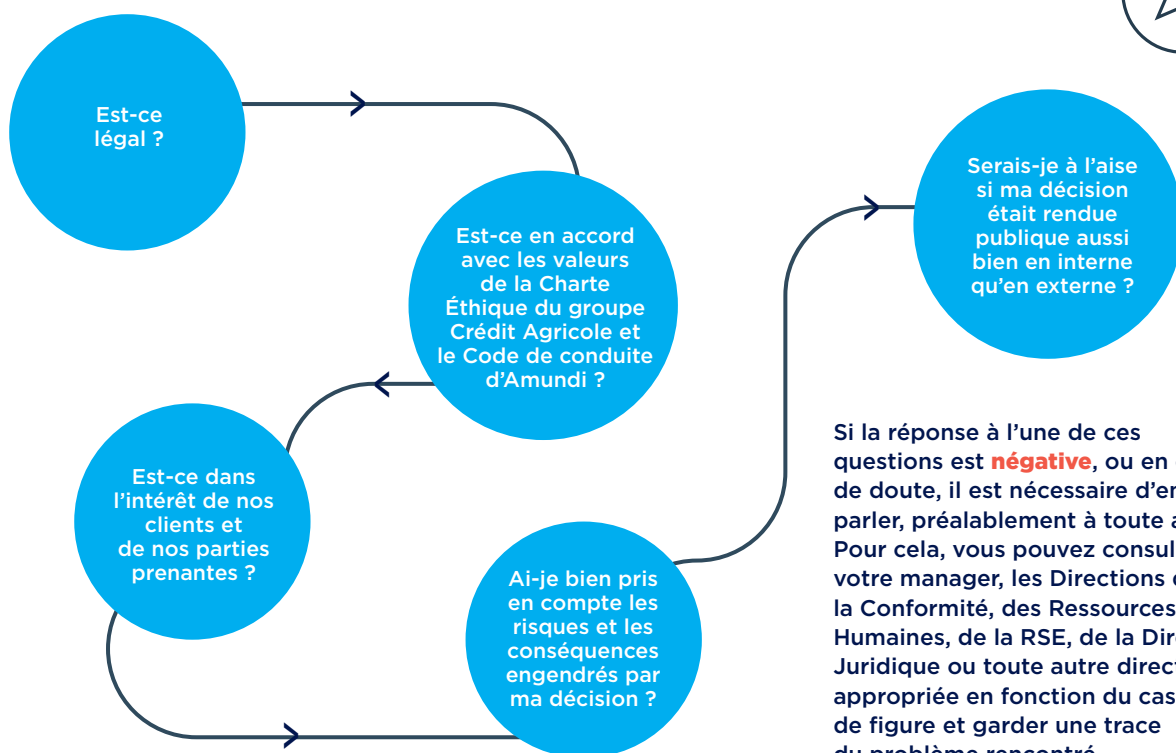 Est-ce
légal ?
Est-ce en accord
avec les valeurs
de la Charte
Éthique du groupe
Crédit Agricole et
le Code de conduite
d'Amundi ?
Est-ce dans
l'intérêt de nos
clients et
de nos parties
prenantes ?
Ai-je bien pris
en compte les
risques et les
conséquences
engendrés par
ma décision ?
Serais-je à l'aise
si ma décision
était rendue
publique aussi
bien en interne
qu'en externe ?
Si la réponse à l'une de ces
questions est négative, ou en
de doute, il est nécessaire d'en
parler, préalablement à toute
Pour cela, vous pouvez
votre manager, les Directions
la Conformité, des Ressources
Humaines, de la RSE, de la
Juridique ou toute autre
appropriée en fonction du cas
de figure et garder une trace
du problème rencontré